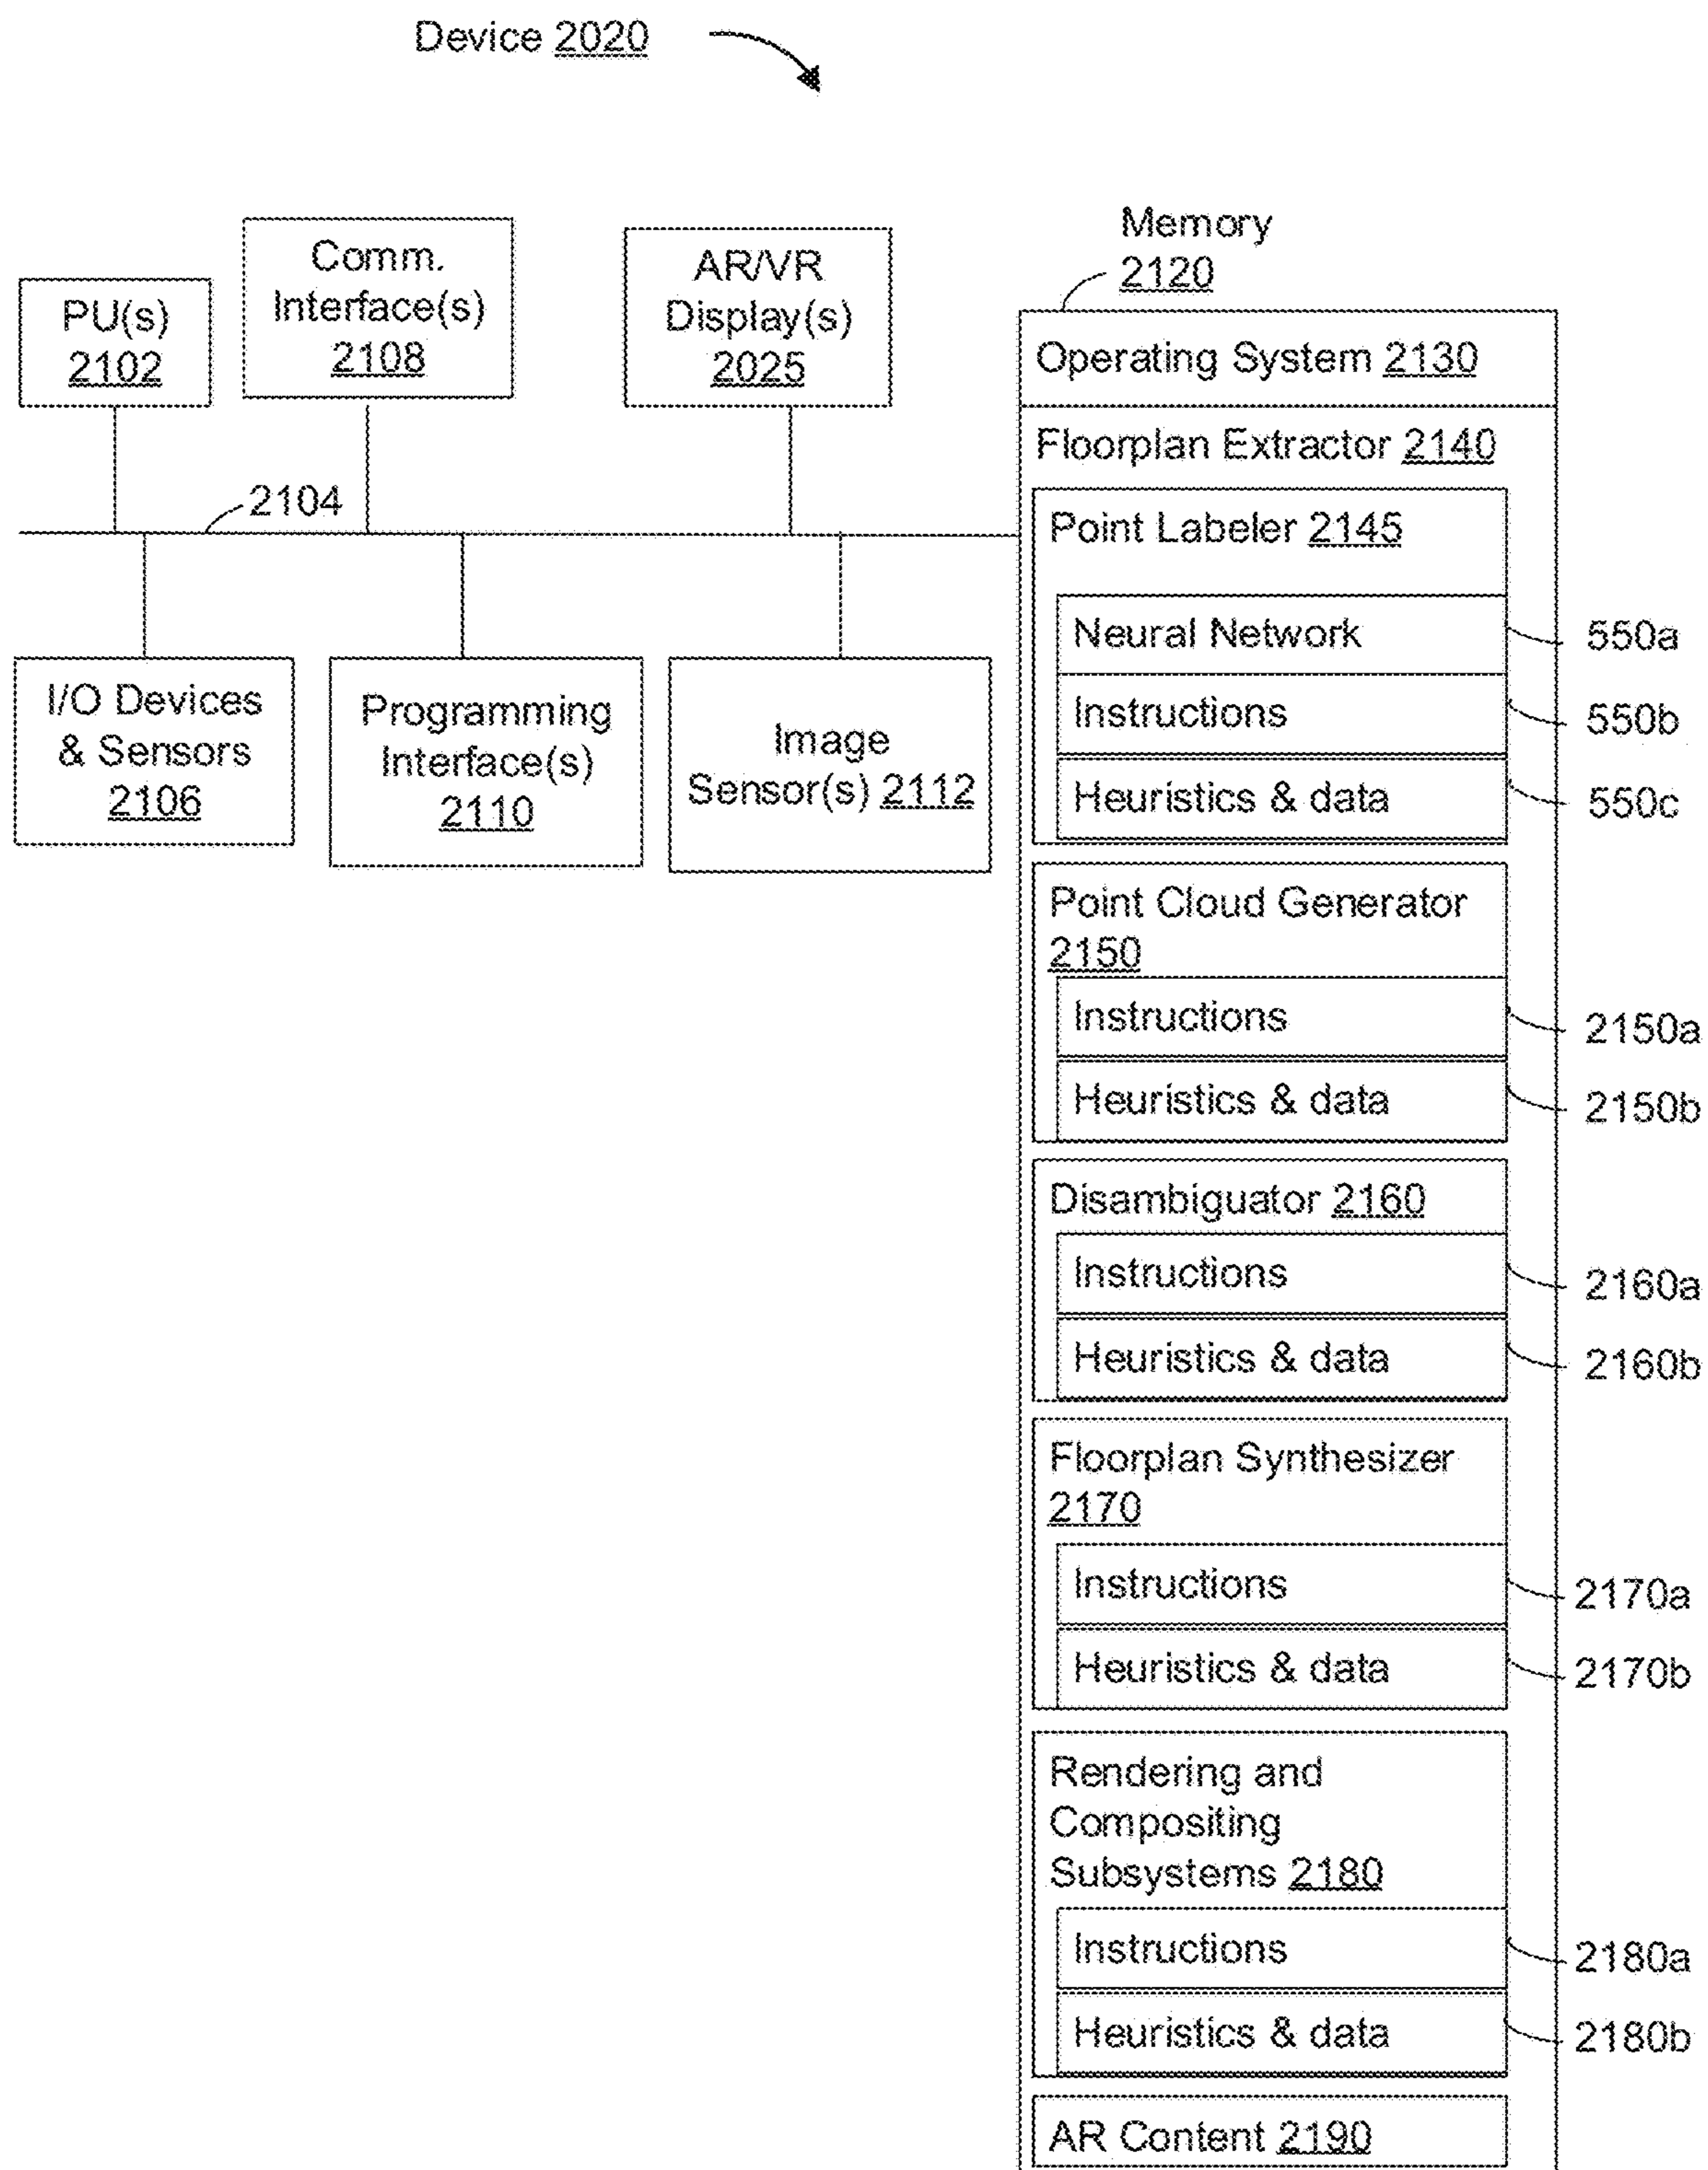 Device 2020
PU(s)
2102
Comm.
Interface(s)
2108
AR/VR
Display(s)
2025
2104
I/O Devices
& Sensors
2106
Programming
Interface(s)
2110
Image
Sensor(s) 2112
Memory
2120
Operating System 2130
Floorplan Extractor 2140
Point Labeler 2145
Neural Network
550a
Instructions
550b
Heuristics & data
550c
Point Cloud Generator
2150
Instructions
2150a
Heuristics & data
2150b
Disambiguator 2160
Instructions
2160a
Heuristics & data
2160b
Floorplan Synthesizer
2170
Instructions
2170a
Heuristics & data
2170b
Rendering and
Compositing
Subsystems 2180
Instructions
2180a
Heuristics & data
2180b
AR Content 2190